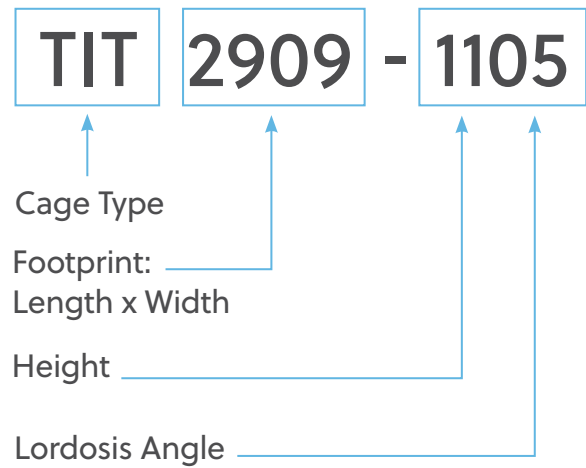 TIT 2909 - 1105
Cage Type
Footprint:
Length x Width
Height
Lordosis Angle